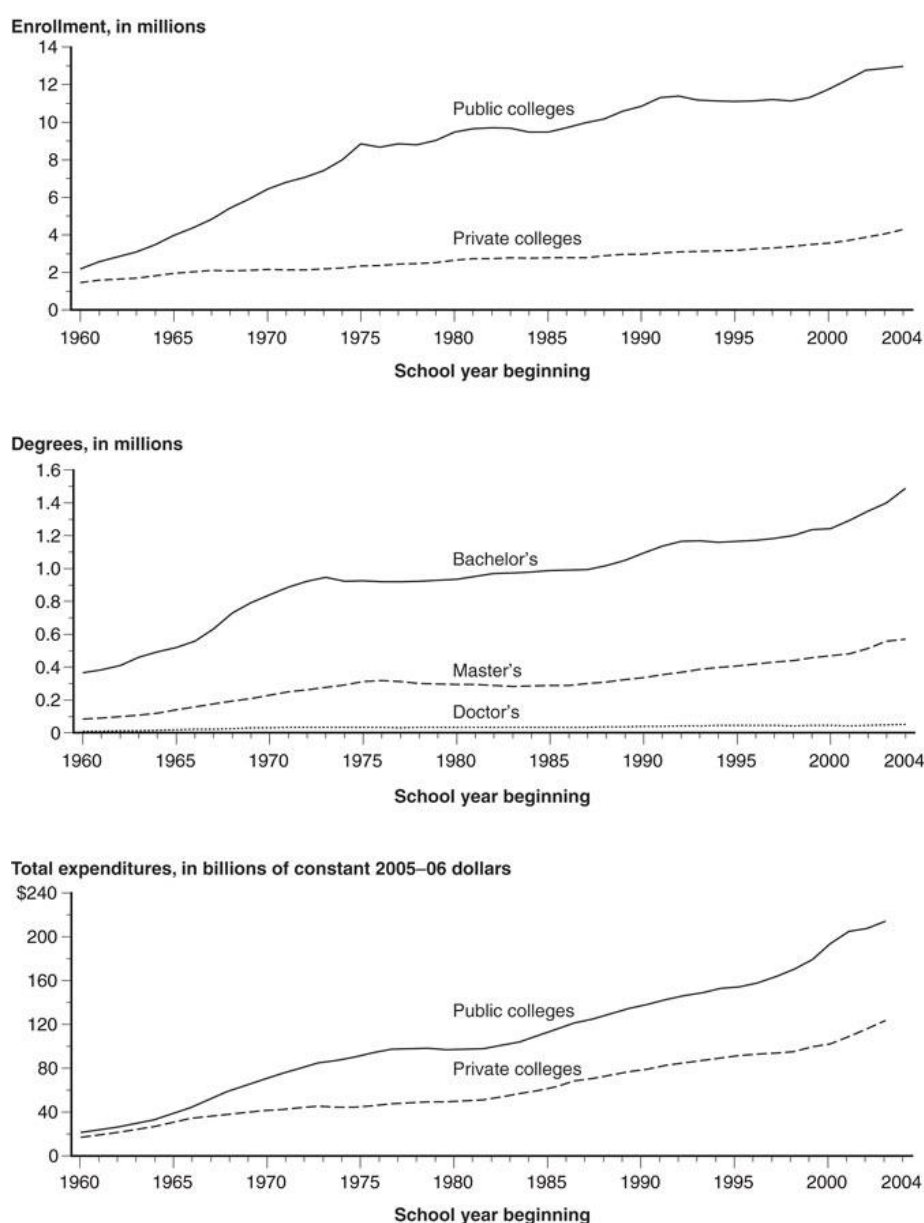 Enrollment, in millions
14
12
10
8
6
4
2
0
Public colleges
Private colleges
1960 1965 1970 1975 1980 1985 1990 1995 2000 2004
School year beginning
Degrees, in millions
1.6
1.4
1.2
1.0
0.8
0.6
0.4
0.2
0
Bachelor's
Master's
Doctor's
1960 1965 1970 1975 1980 1985 1990 1995 2000 2004
School year beginning
Total expenditures, in billions of constant 2005–06 dollars
$240
200
160
120
80
40
0
Public colleges
Private colleges
1960 1965 1970 1975 1980 1985 1990 1995 2000 2004
School year beginning